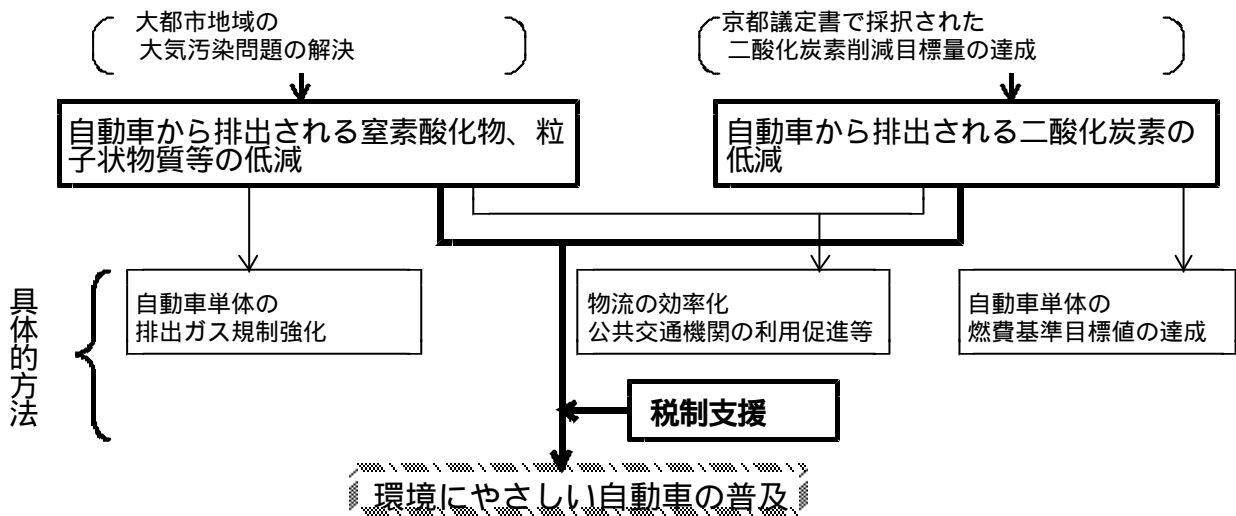 大都市地域の
大気汚染問題の解決
京都議定書で採択された
二酸化炭素削減目標量の達成
自動車から排出される窒素酸化物、粒
子状物質等の低減
自動車から排出される二酸化炭素の
低減
具体的方法
自動車単体の
排出ガス規制強化
物流の効率化
公共交通機関の利用促進等
自動車単体の
燃費基準目標値の達成
税制支援
環境にやさしい自動車の普及